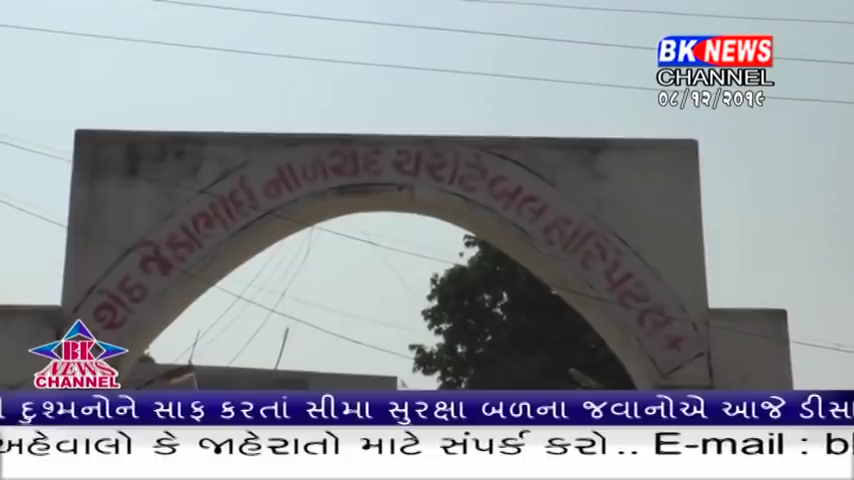 BK NEWS
CHANNEL
૦૮/૧૨/૨૦૧૯
શેઠ જેઠાભાઈ નાળચંદ ચેરીટેબલ હોસ્પિટલ
BK
NEWS
CHANNEL
દુશ્મનોને સાફ કરતાં સીમા સુરક્ષા બળના જવાનોએ આજે ડીસા
અહેવાલો કે જાહેરાતો માટે સંપર્ક કરો... E-mail : b